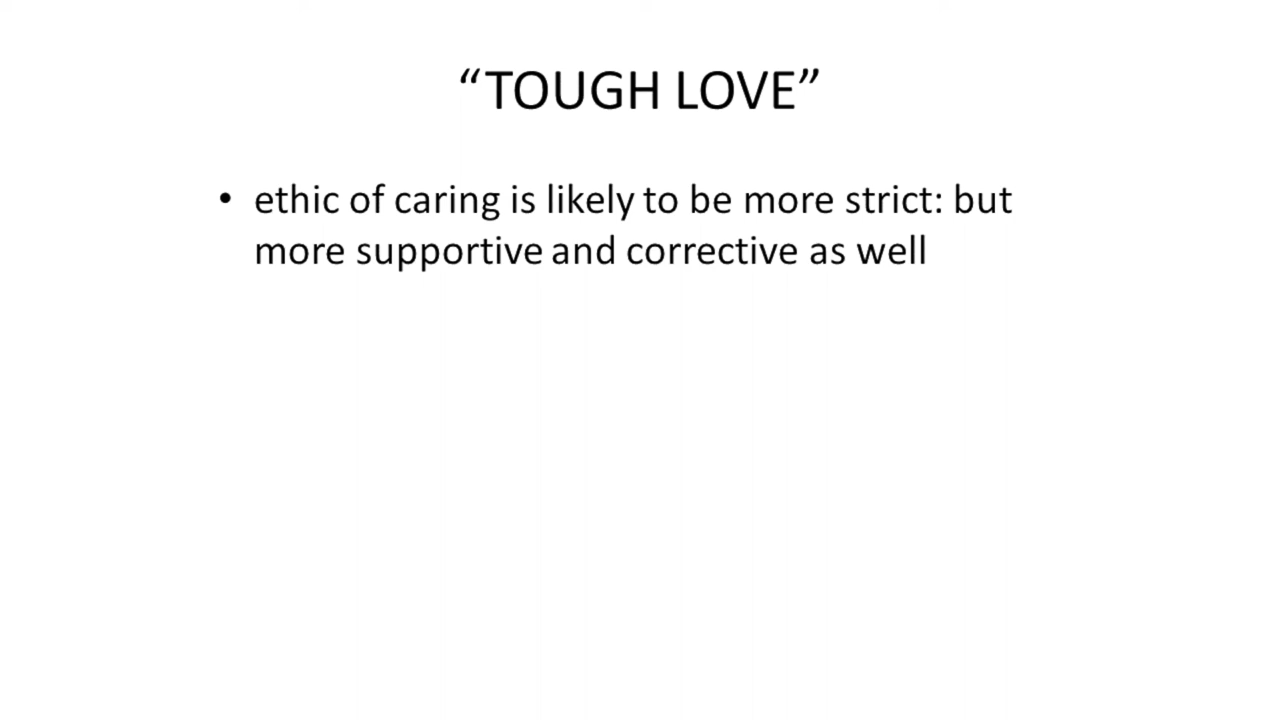 “TOUGH LOVE”
• ethic of caring is likely to be more strict: but
more supportive and corrective as well